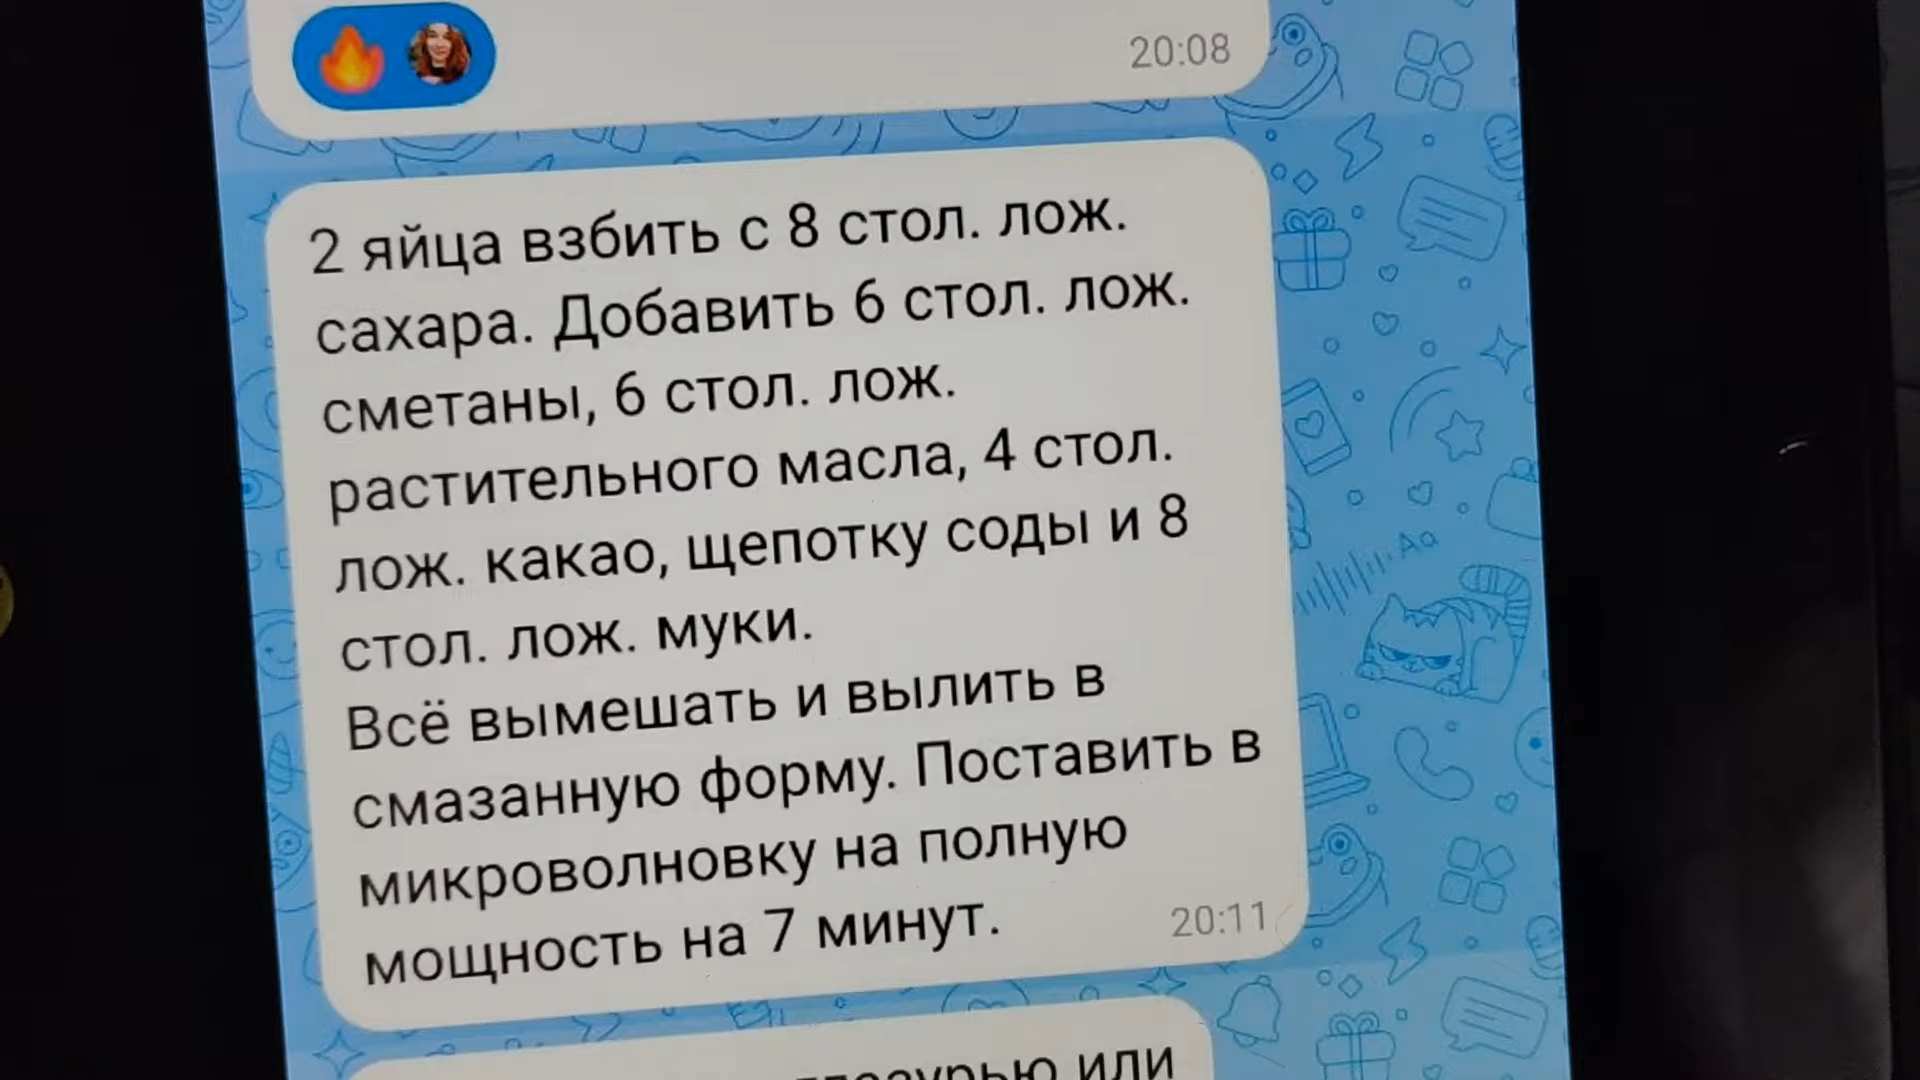 20:08
2 яйца взбить с 8 стол. лож.
сахара. Добавить 6 стол. лож.
сметаны, 6 стол. лож.
растительного масла, 4 стол.
лож. какао, щепотку соды и 8
стол. лож. муки.
Всё вымешать и вылить в
смазанную форму. Поставить в
микроволновку на полную
мощность на 7 минут.
20:11
или